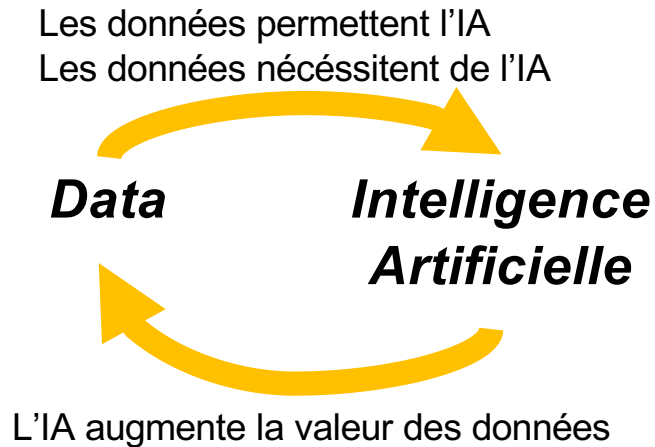 Les données permettent l’IA
Les données nécéssitent de l’IA
Data
Intelligence
Artificielle
L’IA augmente la valeur des données